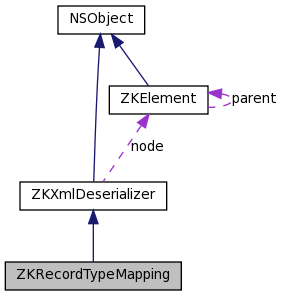 NSObject
ZKElement
parent
node
ZKXmlDeserializer
ZKRecordTypeMapping